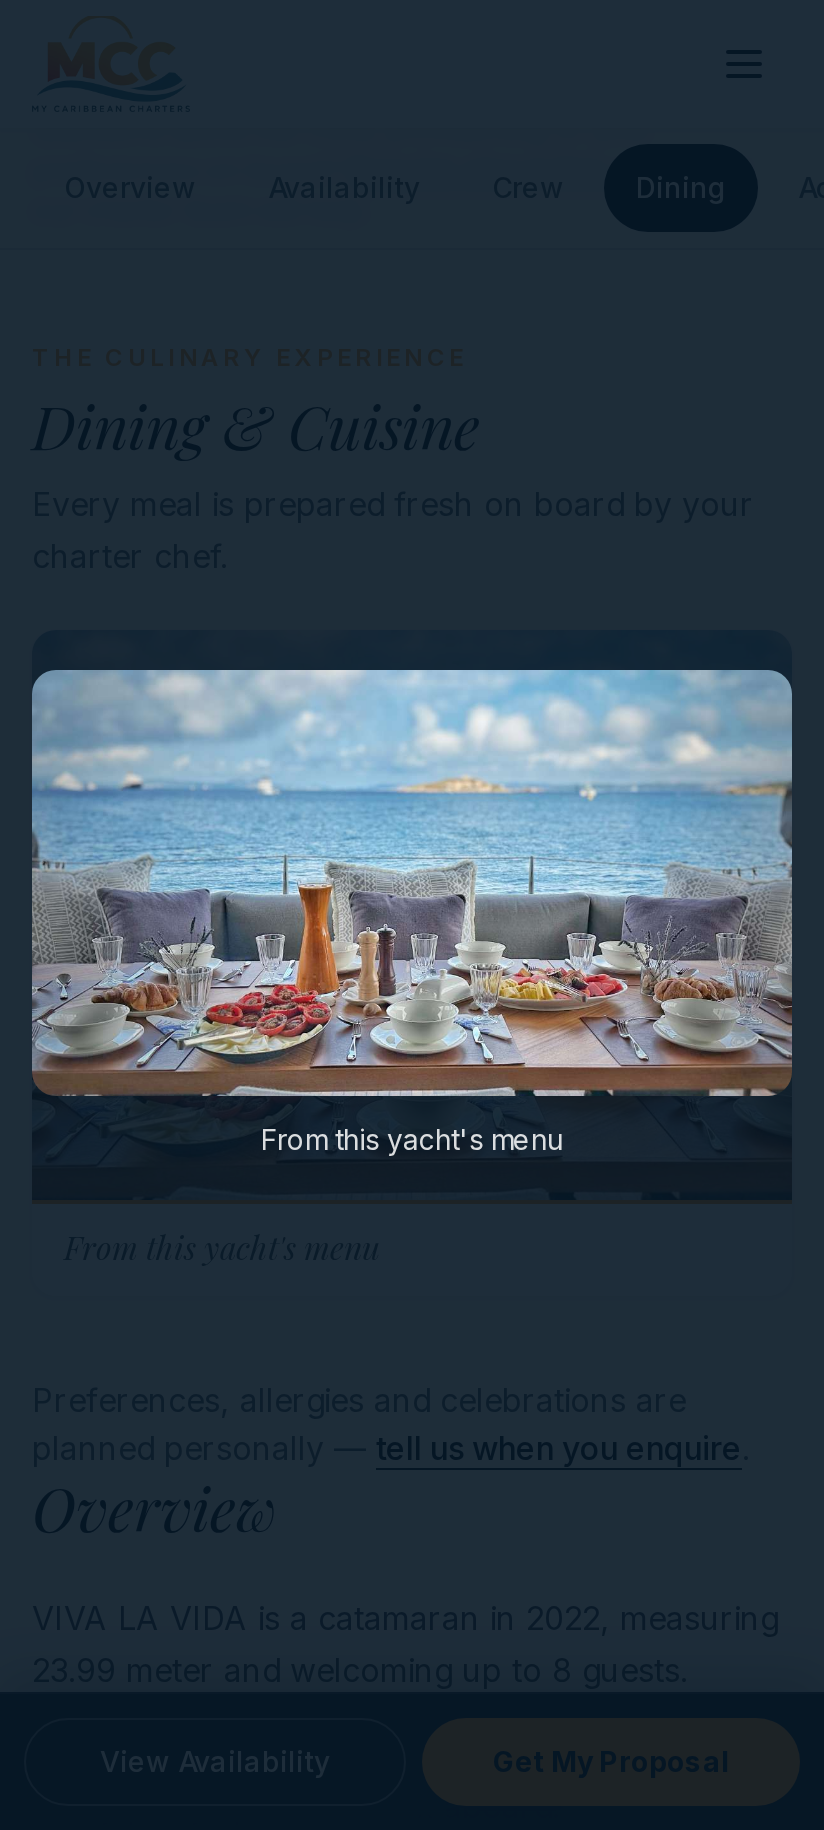 MCC
MY CARIBBEAN CHARTERS
Overview Availability Crew Dining
THE CULINARY EXPERIENCE
Dining & Cuisine
Every meal is prepared fresh on board by your
charter chef.
From this yacht's menu
From this yacht's menu
Preferences, allergies and celebrations are
planned personally — tell us when you enquire.
Overview
VIVA LA VIDA is a catamaran in 2022, measuring
23.99 meter and welcoming up to 8 guests.
View Availability Get My Proposal